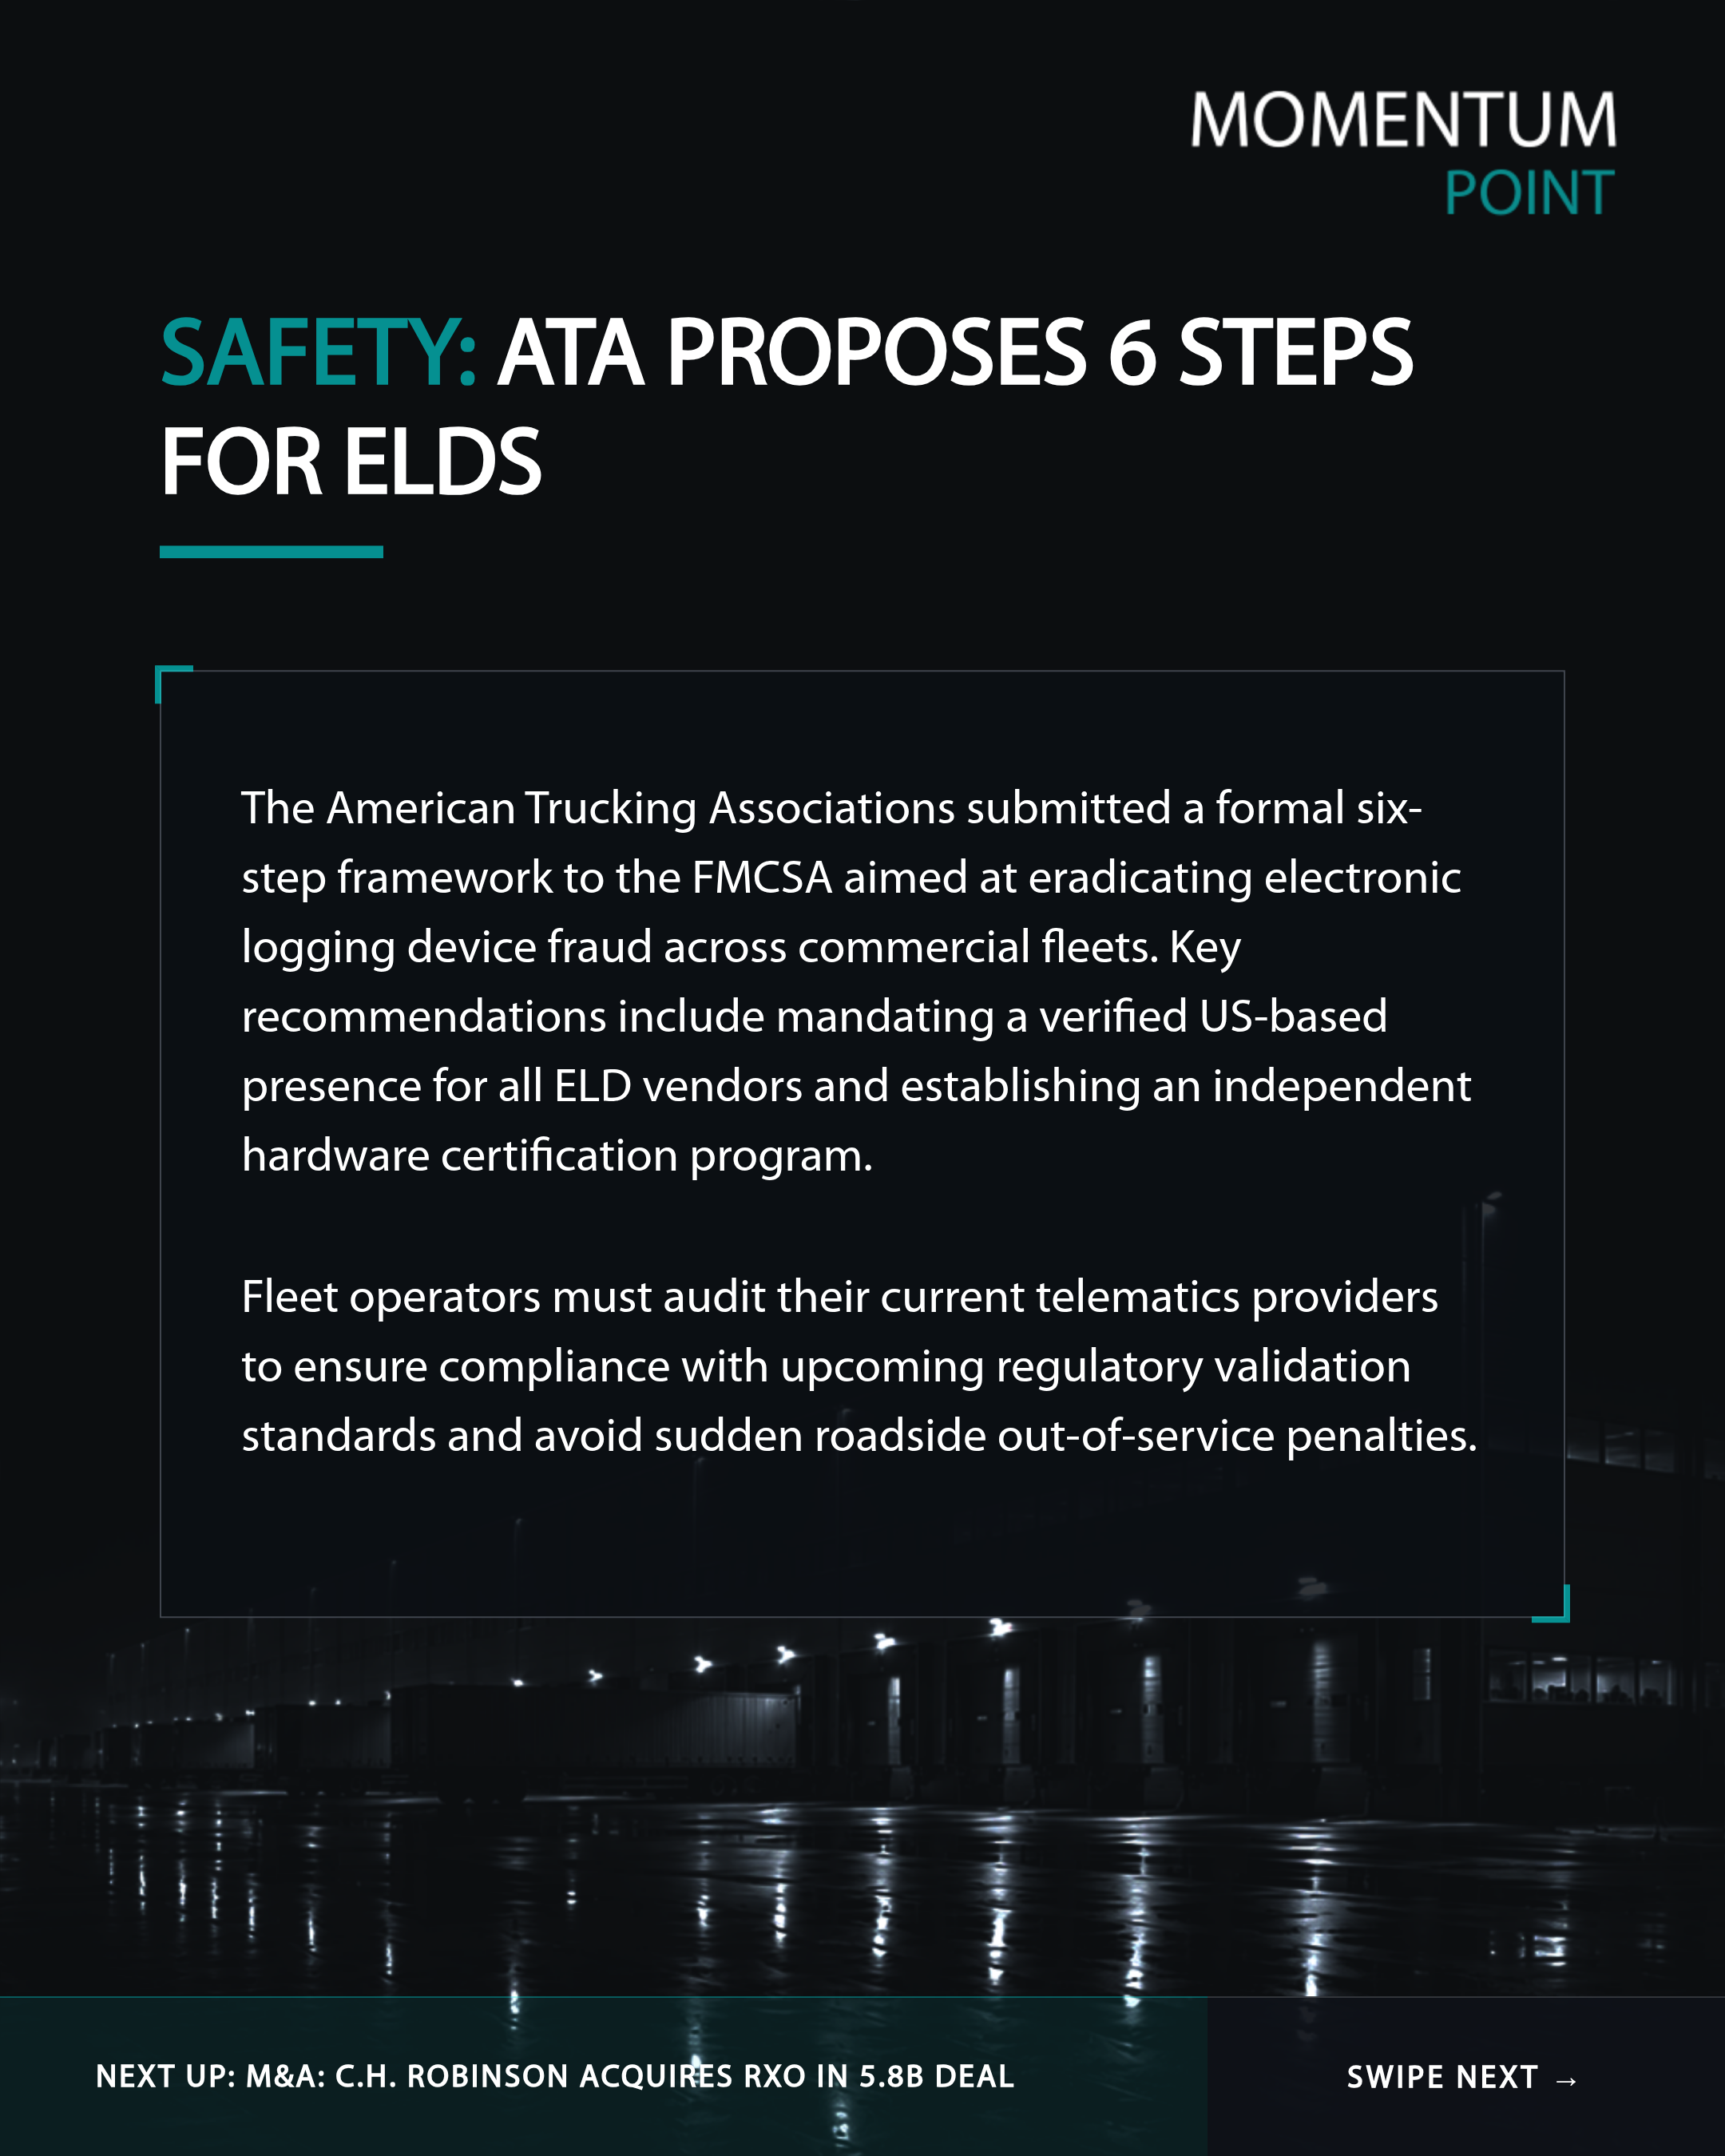 MOMENTUM
POINT
SAFETY: ATA PROPOSES 6 STEPS
FOR ELDS
The American Trucking Associations submitted a formal six-
step framework to the FMCSA aimed at eradicating electronic
logging device fraud across commercial fleets. Key
recommendations include mandating a verified US-based
presence for all ELD vendors and establishing an independent
hardware certification program.
Fleet operators must audit their current telematics providers
to ensure compliance with upcoming regulatory validation
standards and avoid sudden roadside out-of-service penalties.
NEXT UP: M&A: C.H. ROBINSON ACQUIRES RXO IN 5.8B DEAL
SWIPE NEXT →